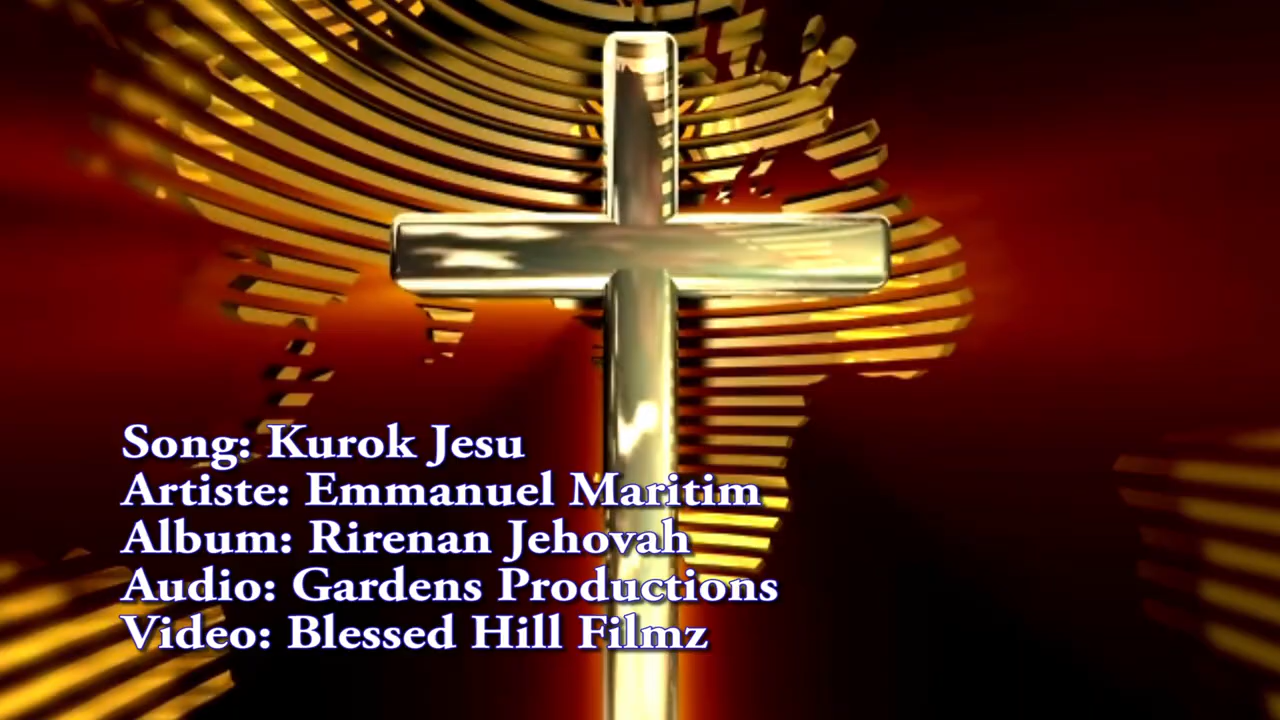 Song: Kurok Jesu
Artiste: Emmanuel Maritim
Album: Rirenan Jehovah
Audio: Gardens Productions
Video: Blessed Hill Filmz